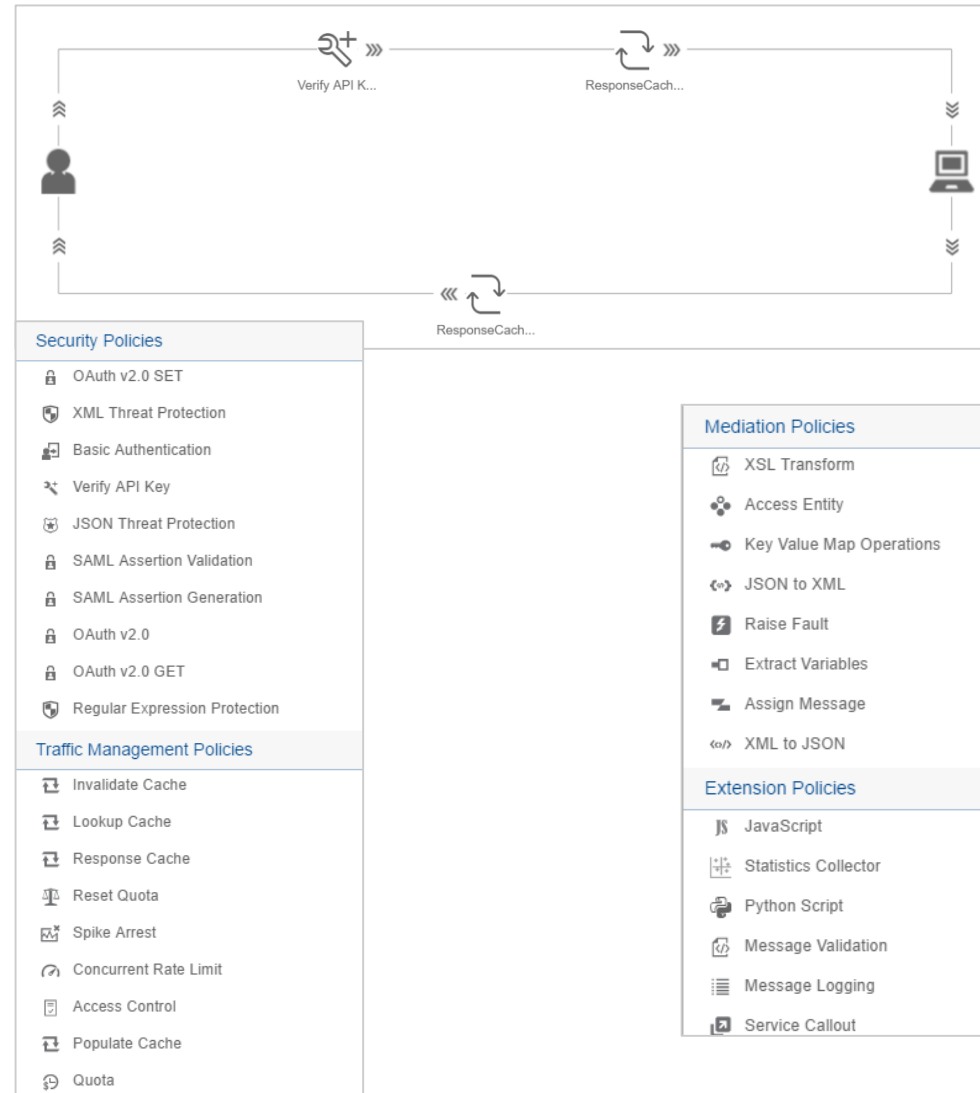 Verify API K...
ResponseCach...
ResponseCach...
Security Policies
OAuth v2.0 SET
XML Threat Protection
Basic Authentication
Verify API Key
JSON Threat Protection
SAML Assertion Validation
SAML Assertion Generation
OAuth v2.0
OAuth v2.0 GET
Regular Expression Protection
Traffic Management Policies
Invalidate Cache
Lookup Cache
Response Cache
Reset Quota
Spike Arrest
Concurrent Rate Limit
Access Control
Populate Cache
Quota
Mediation Policies
XSL Transform
Access Entity
Key Value Map Operations
JSON to XML
Raise Fault
Extract Variables
Assign Message
XML to JSON
Extension Policies
JS JavaScript
Statistics Collector
Python Script
Message Validation
Message Logging
Service Callout